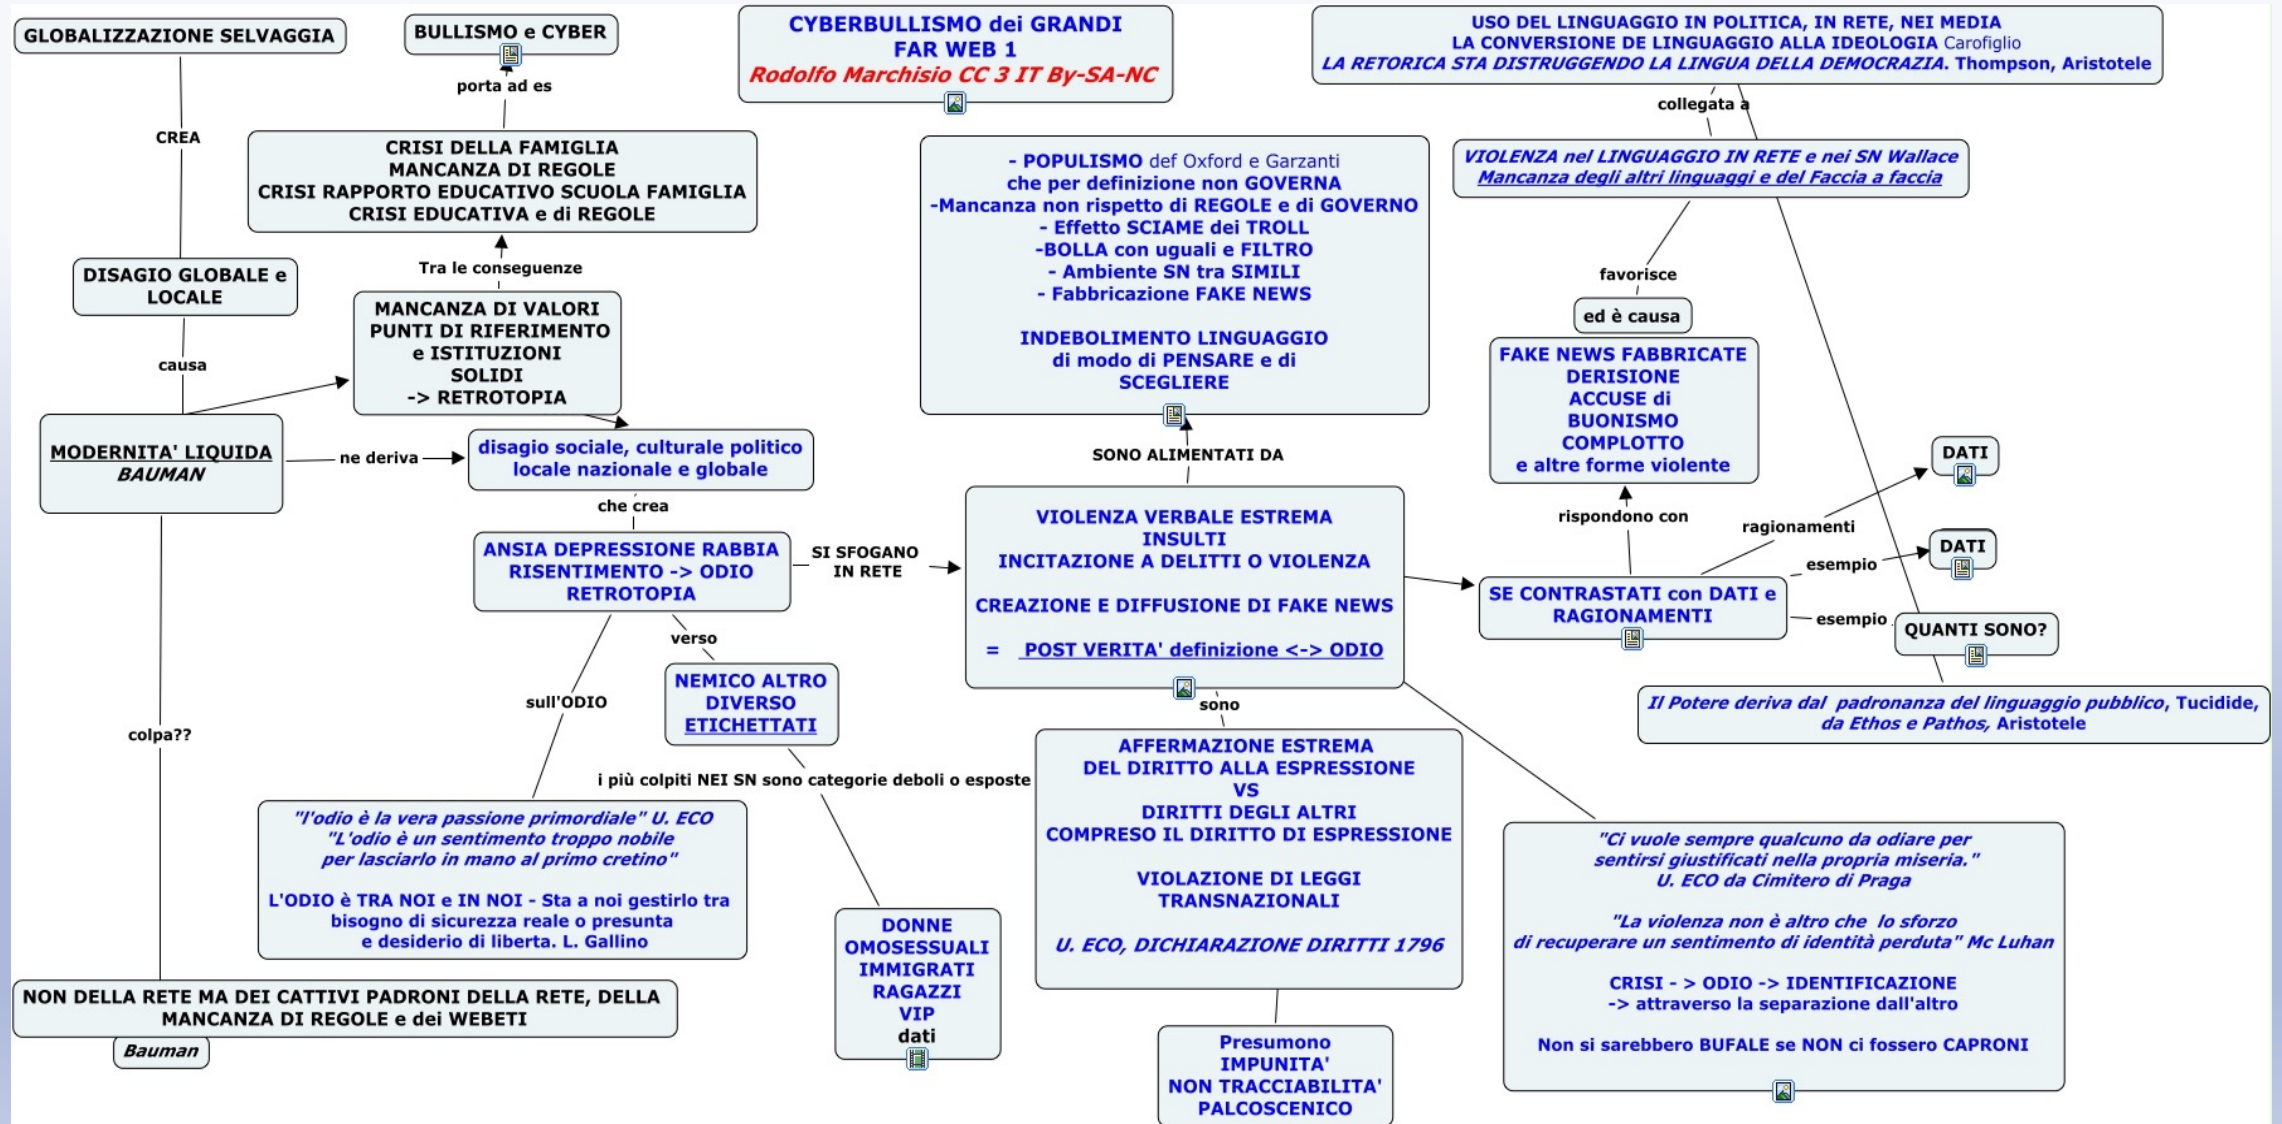 GLOBALIZZAZIONE SELVAGGIA
CREA
DISAGIO GLOBALE e
LOCALE
causa
MODERNITA' LIQUIDA
BAUMAN
colpa??
NON DELLA RETE MA DEI CATTIVI PADRONI DELLA RETE, DELLA
MANCANZA DI REGOLE e dei WEBETI
Bauman
BULLISMO e CYBER
porta ad es
CRISI DELLA FAMIGLIA
MANCANZA DI REGOLE
CRISI RAPPORTO EDUCATIVO SCUOLA FAMIGLIA
CRISI EDUCATIVA e di REGOLE
Tra le conseguenze
MANCANZA DI VALORI
PUNTI DI RIFERIMENTO
e ISTITUZIONI
SOLIDI
-> RETROTOPIA
ne deriva
disagio sociale, culturale politico
locale nazionale e globale
che crea
ANSIA DEPRESSIONE RABBIA
RISENTIMENTO -> ODIO
RETROTOPIA
sull'ODIO
"l'odio è la vera passione primordiale" U. ECO
"L'odio è un sentimento troppo nobile
per lasciarlo in mano al primo cretino"
L'ODIO è TRA NOI e IN NOI - Sta a noi gestirlo tra
bisogno di sicurezza reale o presunta
e desiderio di liberta. L. Gallino
verso
NEMICO ALTRO
DIVERSO
ETICHETTATI
i più colpiti NEI SN sono categorie deboli o esposte
DONNE
OMOSESSUALI
IMMIGRATI
RAGAZZI
VIP
dati
SI SFOGANO
IN RETE
CYBERBULLISMO dei GRANDI
FAR WEB 1
Rodolfo Marchisio CC 3 IT By-SA-NC
- POPULISMO def Oxford e Garzanti
che per definizione non GOVERNA
-Mancanza non rispetto di REGOLE e di GOVERNO
- Effetto SCIAME dei TROLL
-BOLLA con uguali e FILTRO
- Ambiente SN tra SIMILI
- Fabbricazione FAKE NEWS
INDEBOLIMENTO LINGUAGGIO
di modo di PENSARE e di
SCEGLIERE
SONO ALIMENTATI DA
VIOLENZA VERBALE ESTREMA
INSULTI
INCITAZIONE A DELITTI O VIOLENZA
CREAZIONE E DIFFUSIONE DI FAKE NEWS
= POST VERITA' definizione <-> ODIO
sono
AFFERMAZIONE ESTREMA
DEL DIRITTO ALLA ESPRESSIONE
VS
DIRITTI DEGLI ALTRI
COMPRESO IL DIRITTO DI ESPRESSIONE
VIOLAZIONE DI LEGGI
TRANSNAZIONALI
U. ECO, DICHIARAZIONE DIRITTI 1796
Presumono
IMPUNITA'
NON TRACCIABILITA'
PALCOSCENICO
USO DEL LINGUAGGIO IN POLITICA, IN RETE, NEI MEDIA
LA CONVERSIONE DE LINGUAGGIO ALLA IDEOLOGIA Carofiglio
LA RETORICA STA DISTRUGGENDO LA LINGUA DELLA DEMOCRAZIA. Thompson, Aristotele
collegata a
VIOLENZA nel LINGUAGGIO IN RETE e nei SN Wallace
Mancanza degli altri linguaggi e del Faccia a faccia
favorisce
ed è causa
FAKE NEWS FABBRICATE
DERISIONE
ACCUSE di
BUONISMO
COMPLOTTO
e altre forme violente
rispondono con
SE CONTRASTATI con DATI e
RAGIONAMENTI
ragionamenti
DATI
esempio
DATI
esempio
QUANTI SONO?
Il Potere deriva dal padronanza del linguaggio pubblico, Tucidide,
da Ethos e Pathos, Aristotele
"Ci vuole sempre qualcuno da odiare per
sentirsi giustificati nella propria miseria."
U. ECO da Cimitero di Praga
"La violenza non è altro che lo sforzo
di recuperare un sentimento di identità perduta" Mc Luhan
CRISI - > ODIO -> IDENTIFICAZIONE
-> attraverso la separazione dall'altro
Non si sarebbero BUFALE se NON ci fossero CAPRONI